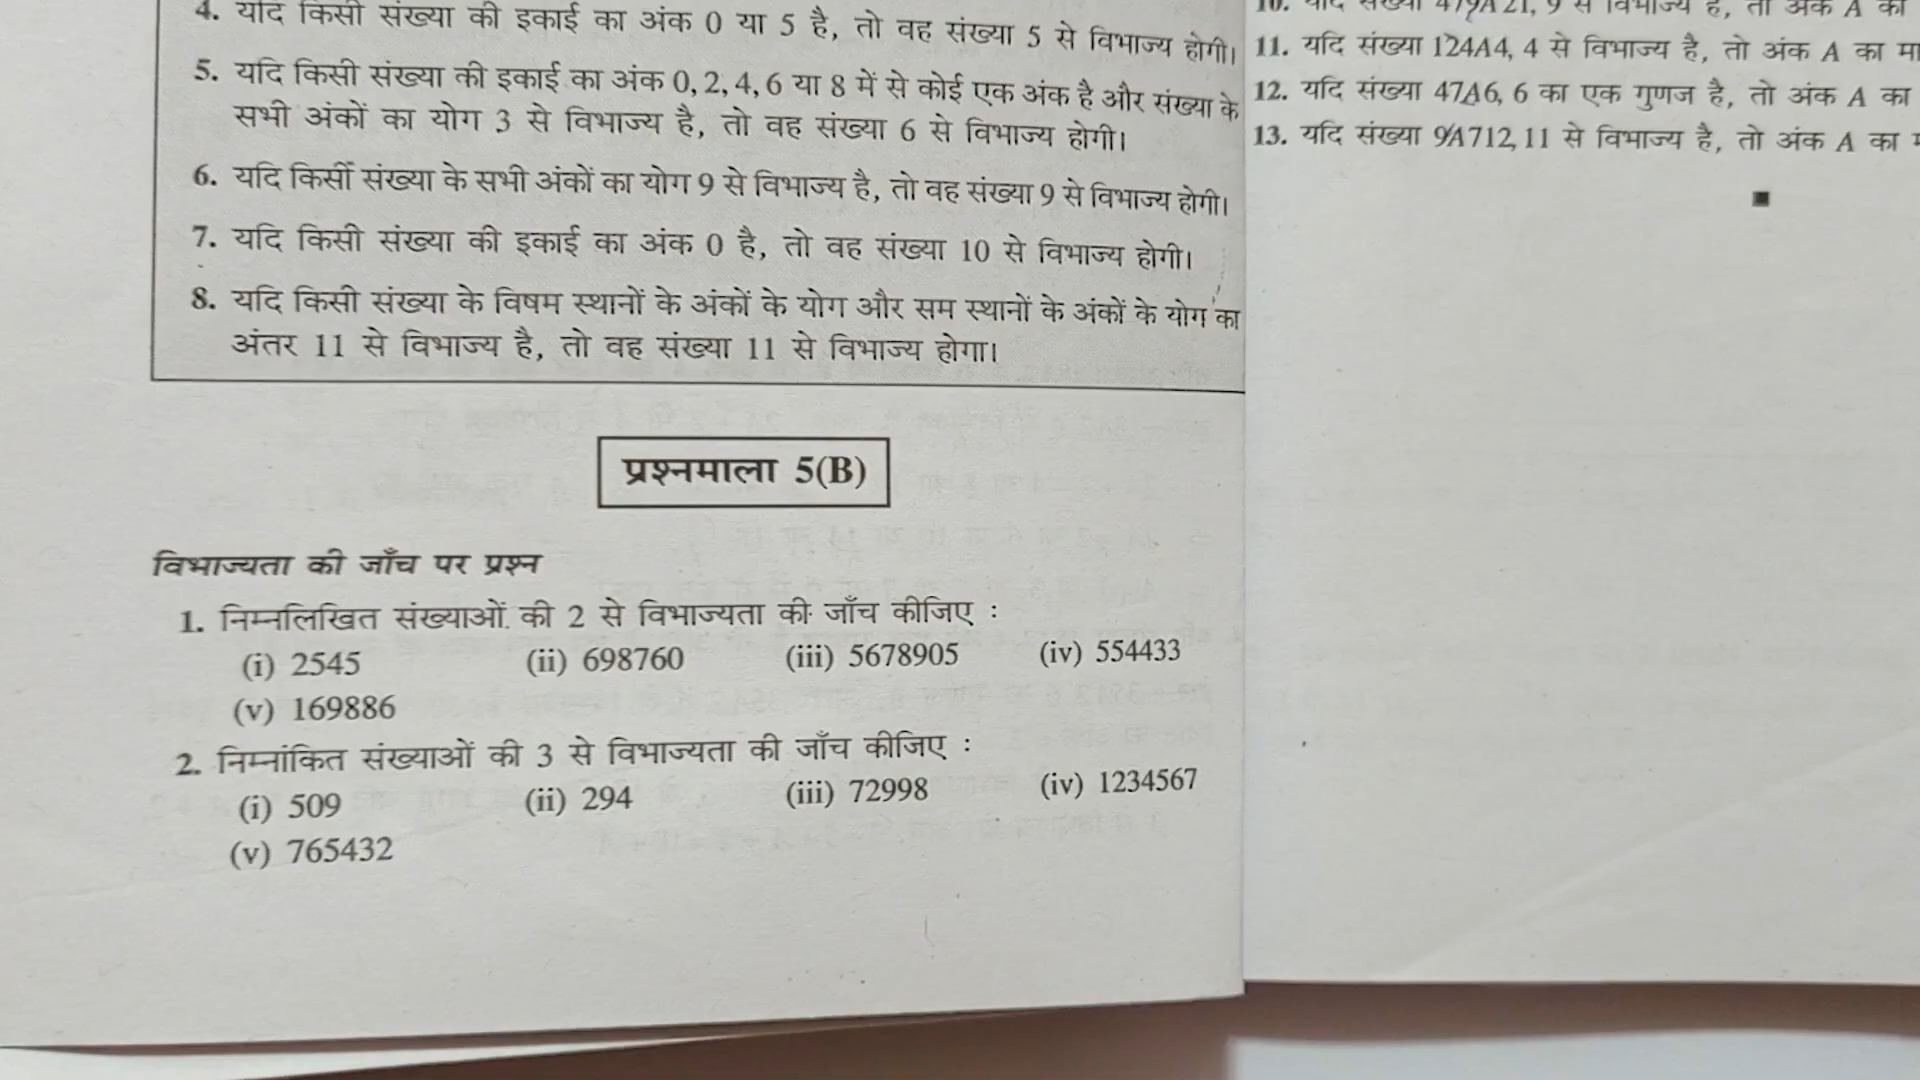 4. यदि किसी संख्या की इकाई का अंक 0 या 5 है, तो वह संख्या 5 से विभाज्य होगी।
5. यदि किसी संख्या की इकाई का अंक 0, 2, 4, 6 या 8 में से कोई एक अंक है और संख्या के
सभी अंकों का योग 3 से विभाज्य है, तो वह संख्या 6 से विभाज्य होगी।
6. यदि किसीं संख्या के सभी अंकों का योग 9 से विभाज्य है, तो वह संख्या 9 से विभाज्य होगी।
7. यदि किसी संख्या की इकाई का अंक 0 है, तो वह संख्या 10 से विभाज्य होगी।
8. यदि किसी संख्या के विषम स्थानों के अंकों के योग और सम स्थानों के अंकों के योग का
अंतर 11 से विभाज्य है, तो वह संख्या 11 से विभाज्य होगा।
प्रश्नमाला 5(B)
विभाज्यता की जाँच पर प्रश्न
1. निम्नलिखित संख्याओं की 2 से विभाज्यता की जाँच कीजिए :
(i) 2545 (ii) 698760 (iii) 5678905 (iv) 554433
(v) 169886
2. निम्नांकित संख्याओं की 3 से विभाज्यता की जाँच कीजिए :
(i) 509 (ii) 294 (iii) 72998 (iv) 1234567
(v) 765432
10. यदि संख्या 479A21, 9 से विभाज्य है, तो अंक A का
11. यदि संख्या 124A4, 4 से विभाज्य है, तो अंक A का
12. यदि संख्या 47A6, 6 का एक गुणज है, तो अंक A का
13. यदि संख्या 9A712, 11 से विभाज्य है, तो अंक A का